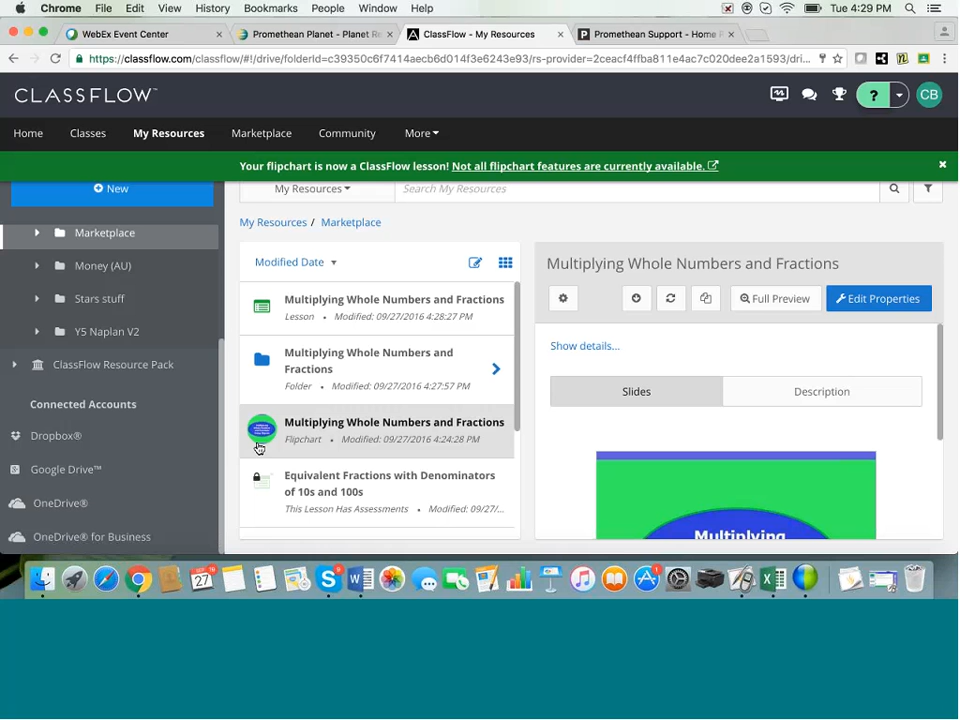 Chrome File Edit View History Bookmarks People Window Help Tue 4:29 PM
WebEx Event Center × Promethean Planet - Planet × ClassFlow - My Resources × Promethean Support - Home ×
https://classflow.com/classflow/#!/drive/folderId=c39350c6f7414aecb6d014f3e6243e93/rs-provider=2ceacf4ffba811e4ac7c020dee2a1593/dri...
CLASSFLOW™ ? CB
Home Classes My Resources Marketplace Community More
Your flipchart is now a ClassFlow lesson! Not all flipchart features are currently available. ×
New My Resources Search My Resources
My Resources / Marketplace
Marketplace
Money (AU)
Stars stuff
Y5 Naplan V2
ClassFlow Resource Pack
Connected Accounts
Dropbox®
Google Drive™
OneDrive®
OneDrive® for Business
Modified Date
Multiplying Whole Numbers and Fractions
Lesson • Modified: 09/27/2016 4:28:27 PM
Multiplying Whole Numbers and
Fractions
Folder • Modified: 09/27/2016 4:27:57 PM
Multiplying Whole Numbers and Fractions
Flipchart • Modified: 09/27/2016 4:24:28 PM
Equivalent Fractions with Denominators
of 10s and 100s
This Lesson Has Assessments • Modified: 09/27/...
Multiplying Whole Numbers and Fractions
Full Preview Edit Properties
Show details...
Slides Description
Multiplying
27